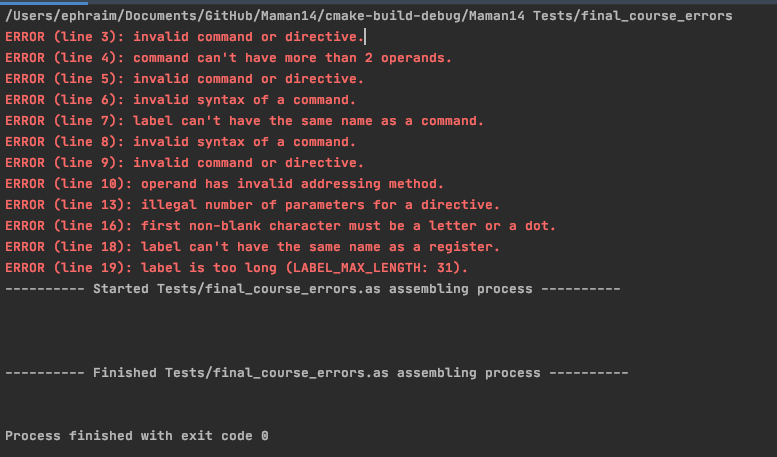 /Users/ephraim/Documents/GitHub/Maman14/cmake-build-debug/Maman14 Tests/final_course_errors
ERROR (line 3): invalid command or directive.
ERROR (line 4): command can't have more than 2 operands.
ERROR (line 5): invalid command or directive.
ERROR (line 6): invalid syntax of a command.
ERROR (line 7): label can't have the same name as a command.
ERROR (line 8): invalid syntax of a command.
ERROR (line 9): invalid command or directive.
ERROR (line 10): operand has invalid addressing method.
ERROR (line 13): illegal number of parameters for a directive.
ERROR (line 16): first non-blank character must be a letter or a dot.
ERROR (line 18): label can't have the same name as a register.
ERROR (line 19): label is too long (LABEL_MAX_LENGTH: 31).
---------- Started Tests/final_course_errors.as assembling process ----------
---------- Finished Tests/final_course_errors.as assembling process ----------
Process finished with exit code 0